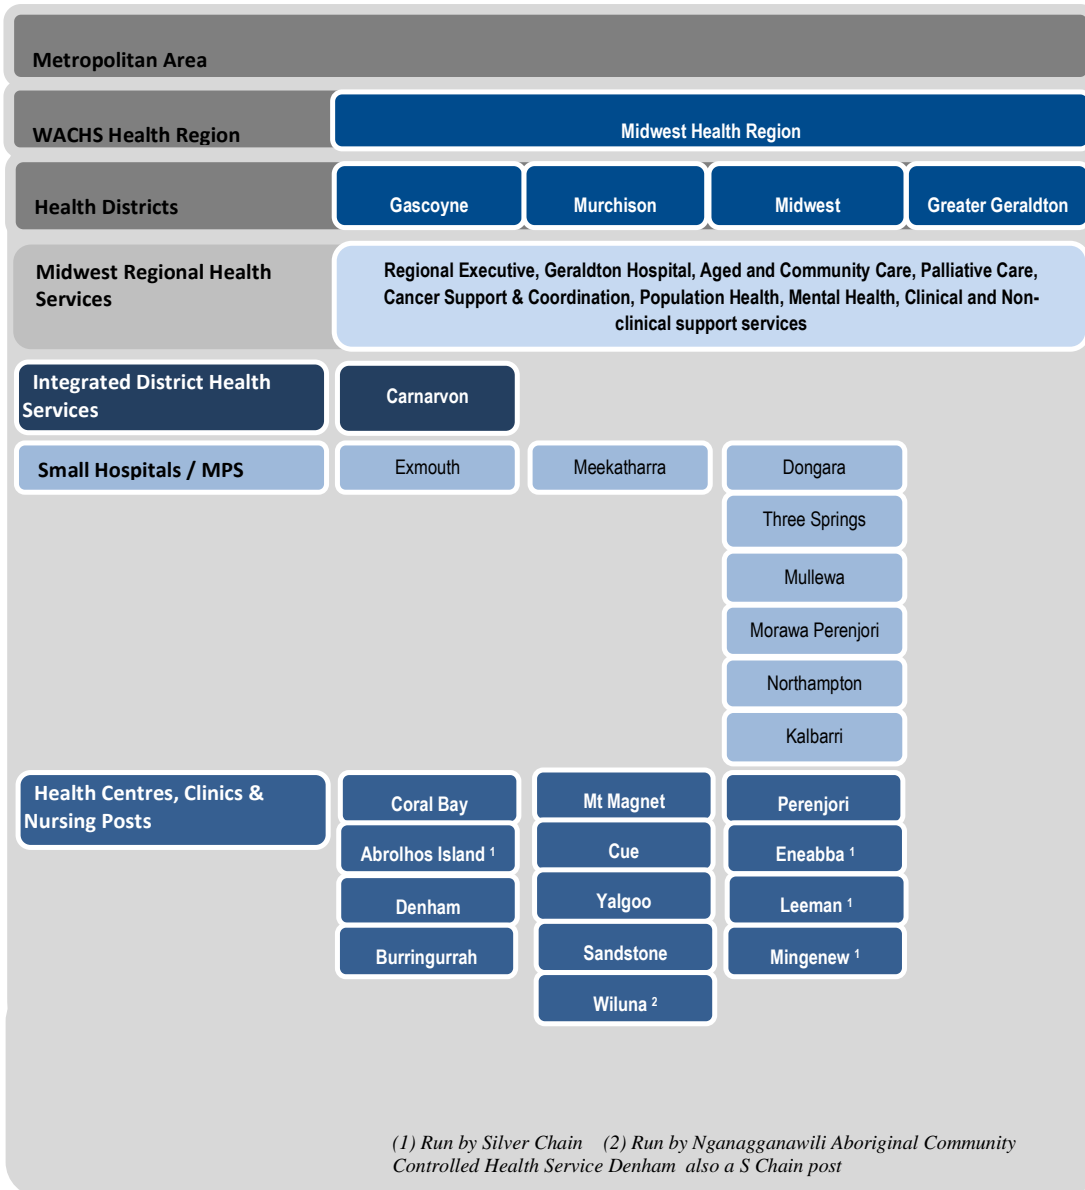 Metropolitan Area
WACHS Health Region
Midwest Health Region
Health Districts
Gascoyne
Murchison
Midwest
Greater Geraldton
Midwest Regional Health
Services
Regional Executive, Geraldton Hospital, Aged and Community Care, Palliative Care,
Cancer Support & Coordination, Population Health, Mental Health, Clinical and Non-
clinical support services
Integrated District Health
Services
Carnarvon
Small Hospitals / MPS
Exmouth
Meekatharra
Dongara
Three Springs
Mullewa
Morawa Perenjori
Northampton
Kalbarri
Health Centres, Clinics &
Nursing Posts
Coral Bay
Mt Magnet
Perenjori
Abrolhos Island ¹
Cue
Eneabba ¹
Denham
Yalgoo
Leeman ¹
Burringurrah
Sandstone
Mingenew ¹
Wiluna ²
(1) Run by Silver Chain (2) Run by Nganagganawili Aboriginal Community
Controlled Health Service Denham also a S Chain post